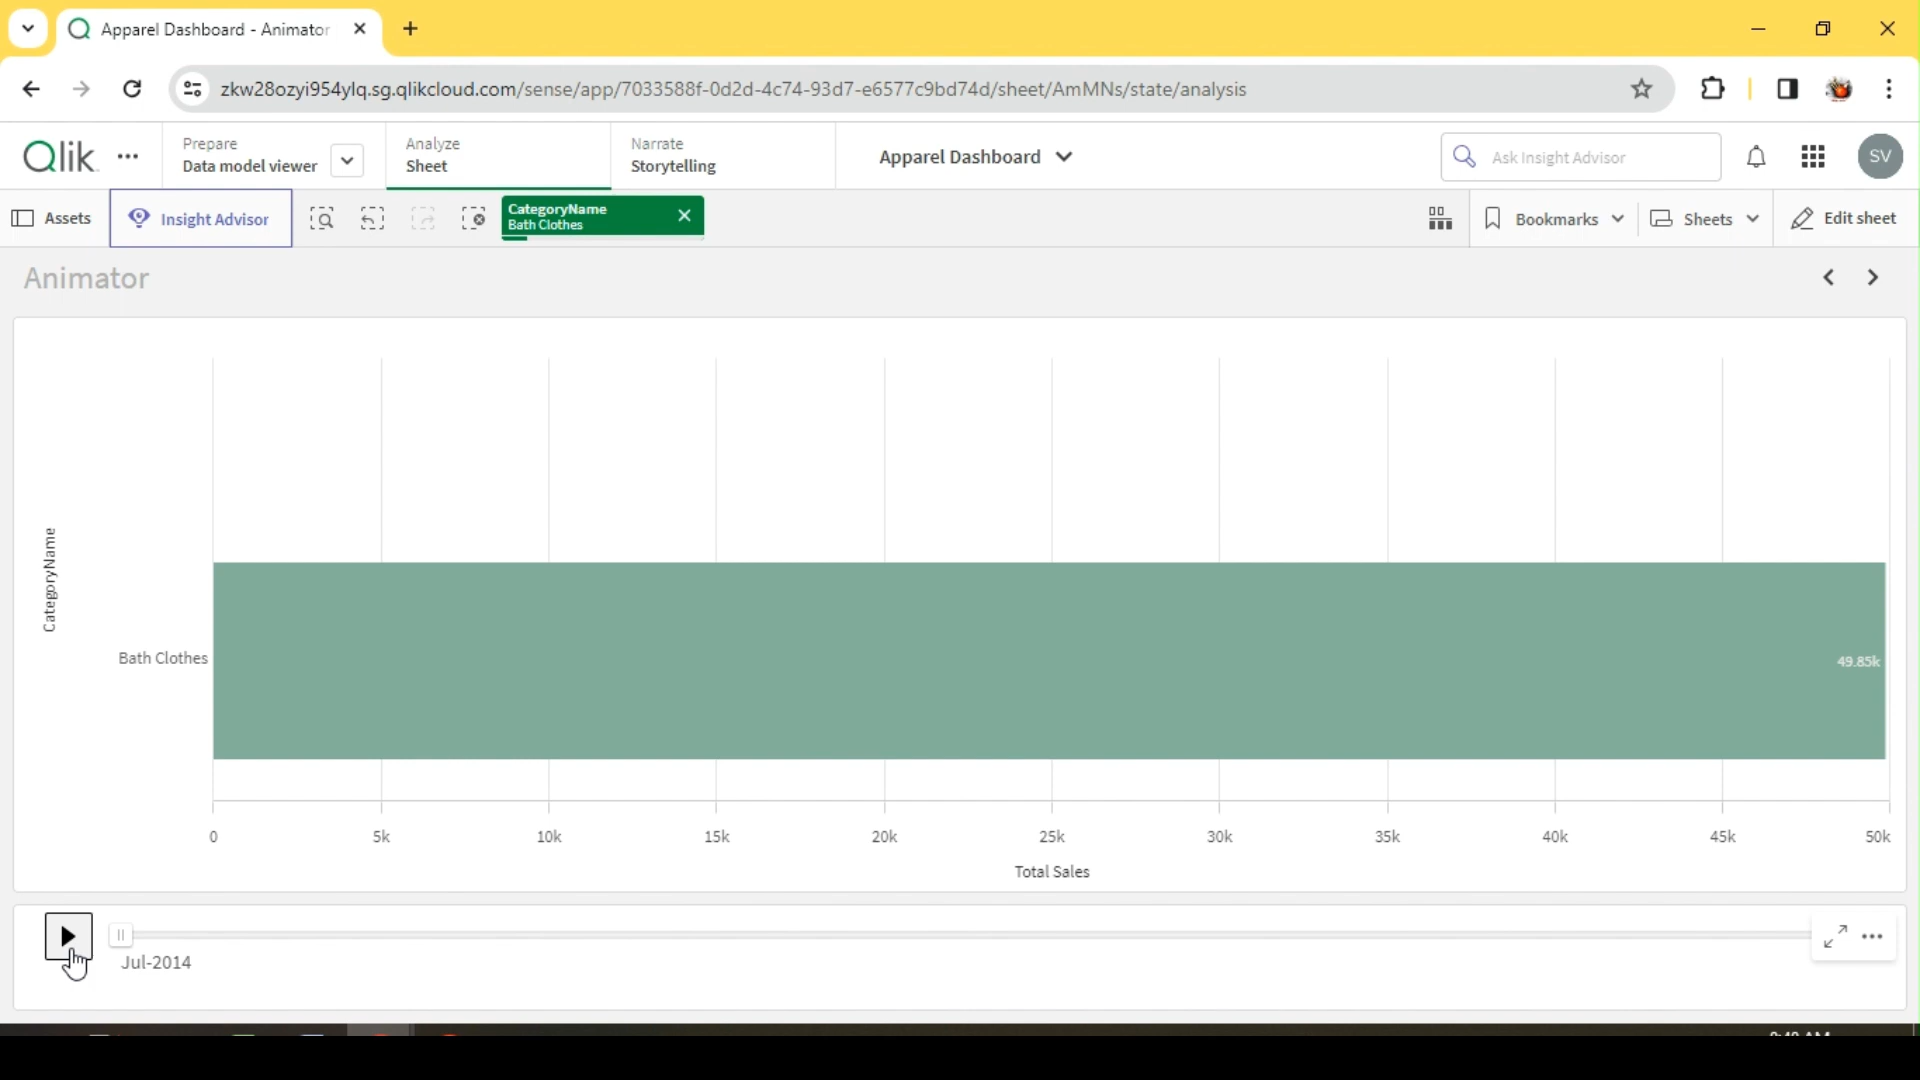 Apparel Dashboard - Animator
zkw28ozyi954ylq.sg.qlikcloud.com/sense/app/7033588f-0d2d-4c74-93d7-e6577c9bd74d/sheet/AmMNs/state/analysis
Qlik
Prepare
Data model viewer
Analyze
Sheet
Narrate
Storytelling
Apparel Dashboard
Ask Insight Advisor
SV
Assets
Insight Advisor
CategoryName
Bath Clothes
Bookmarks
Sheets
Edit sheet
Animator
CategoryName
Bath Clothes
49.85k
0 5k 10k 15k 20k 25k 30k 35k 40k 45k 50k
Total Sales
Jul-2014